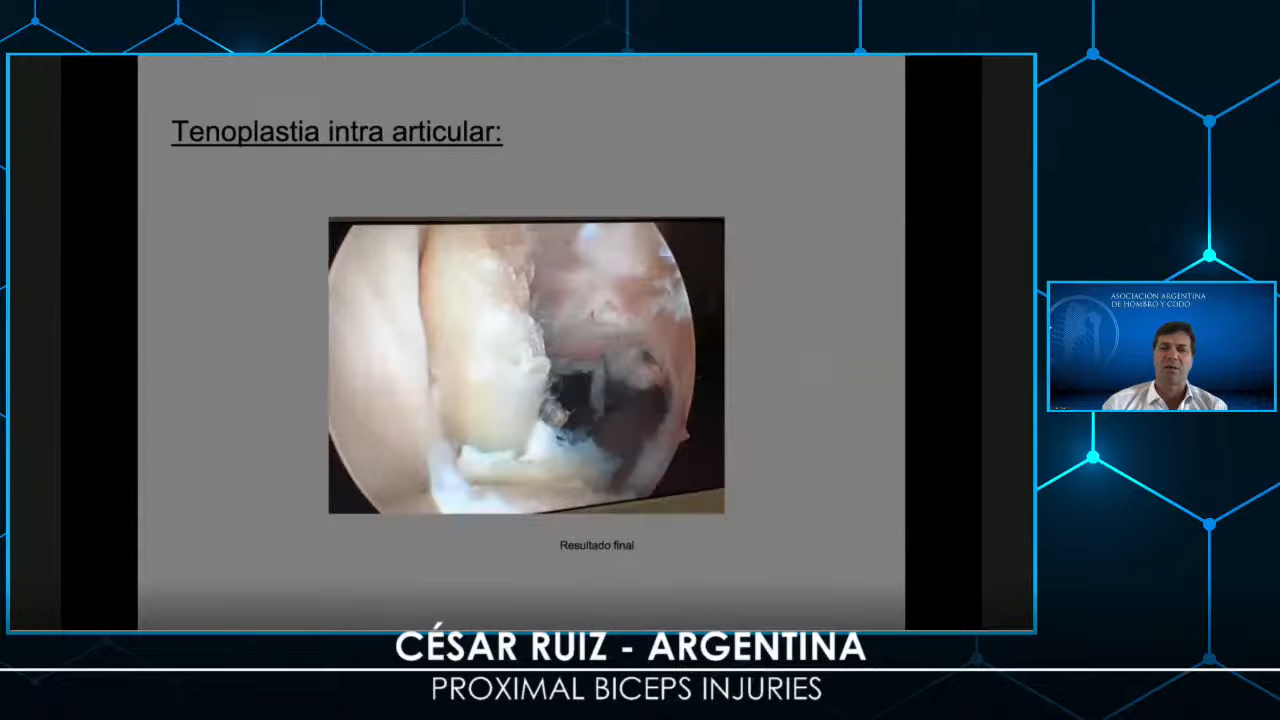 Tenoplastia intra articular:
ASOCIACIÓN ARGENTINA
DE HOMBRO Y CODO
Resultado final
CÉSAR RUIZ - ARGENTINA
PROXIMAL BICEPS INJURIES